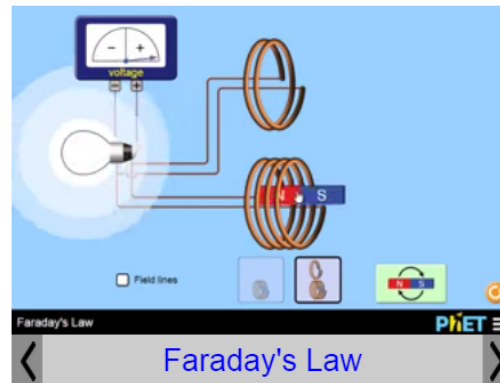 - +
voltage
- +
N S
Field lines
N S
Faraday's Law
PhET
Faraday's Law